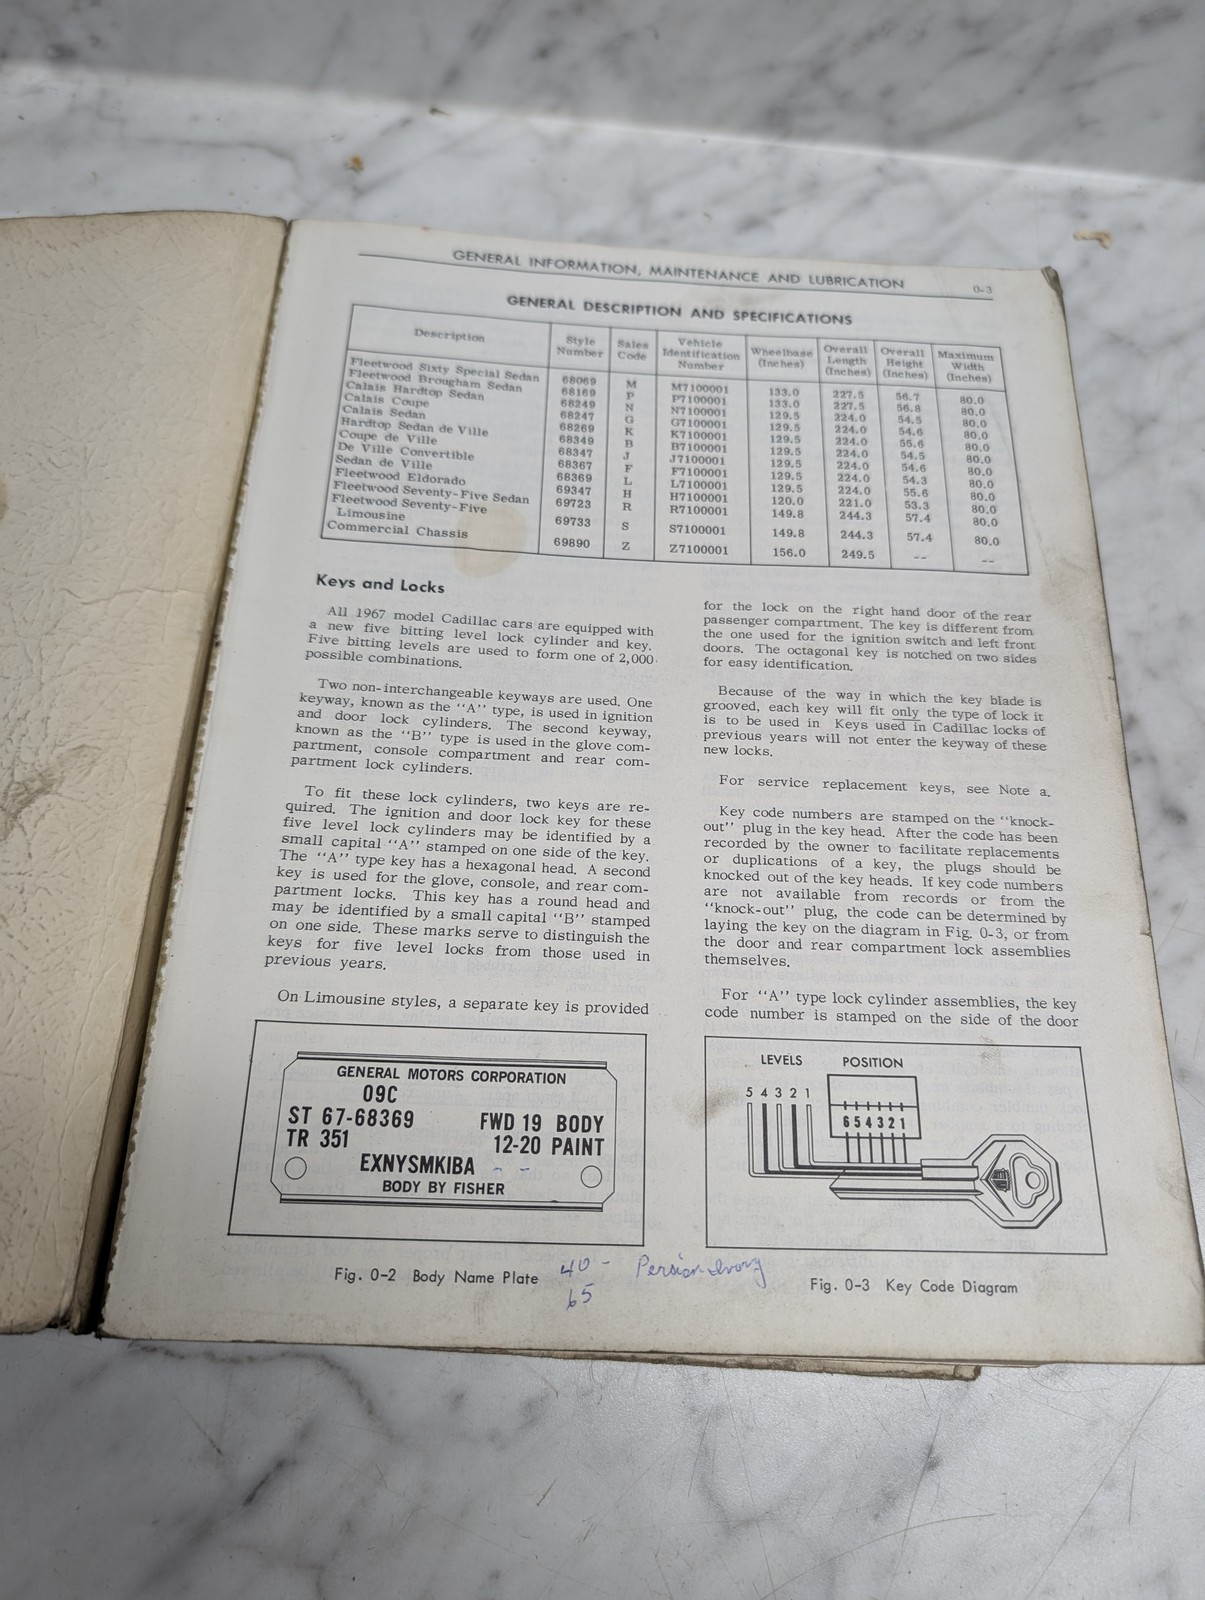 GENERAL INFORMATION, MAINTENANCE AND LUBRICATION 0-3
GENERAL DESCRIPTION AND SPECIFICATIONS
Description Style Number Sales Code Vehicle Identification Number Wheelbase (Inches) Overall Length (Inches) Overall Height (Inches) Maximum Width (Inches)
Fleetwood Sixty Special Sedan 68069 M M7100001 133.0 227.5 56.7 80.0
Fleetwood Brougham Sedan 68169 P P7100001 133.0 227.5 56.8 80.0
Calais Hardtop Sedan 68249 N N7100001 129.5 224.0 54.5 80.0
Calais Coupe 68247 G G7100001 129.5 224.0 54.6 80.0
Calais Sedan 68269 K K7100001 129.5 224.0 55.6 80.0
Hardtop Sedan de Ville 68349 B B7100001 129.5 224.0 54.5 80.0
Coupe de Ville 68347 J J7100001 129.5 224.0 54.6 80.0
De Ville Convertible 68367 F F7100001 129.5 224.0 54.3 80.0
Sedan de Ville 68369 L L7100001 129.5 224.0 55.6 80.0
Fleetwood Eldorado 69347 H H7100001 120.0 221.0 53.3 80.0
Fleetwood Seventy-Five Sedan 69723 R R7100001 149.8 244.3 57.4 80.0
Fleetwood Seventy-Five
Limousine 69733 S S7100001 149.8 244.3 57.4 80.0
Commercial Chassis 69890 Z Z7100001 156.0 249.5 -- --
Keys and Locks
All 1967 model Cadillac cars are equipped with
a new five bitting level lock cylinder and key.
Five bitting levels are used to form one of 2,000
possible combinations.
Two non-interchangeable keyways are used. One
keyway, known as the "A" type, is used in ignition
and door lock cylinders. The second keyway,
known as the "B" type is used in the glove com-
partment, console compartment and rear com-
partment lock cylinders.
To fit these lock cylinders, two keys are re-
quired. The ignition and door lock key for these
five level lock cylinders may be identified by a
small capital "A" stamped on one side of the key.
The "A" type key has a hexagonal head. A second
key is used for the glove, console, and rear com-
partment locks. This key has a round head and
may be identified by a small capital "B" stamped
on one side. These marks serve to distinguish the
keys for five level locks from those used in
previous years.
On Limousine styles, a separate key is provided
for the lock on the right hand door of the rear
passenger compartment. The key is different from
the one used for the ignition switch and left front
doors. The octagonal key is notched on two sides
for easy identification.
Because of the way in which the key blade is
grooved, each key will fit only the type of lock it
is to be used in Keys used in Cadillac locks of
previous years will not enter the keyway of these
new locks.
For service replacement keys, see Note a.
Key code numbers are stamped on the "knock-
out" plug in the key head. After the code has been
recorded by the owner to facilitate replacements
or duplications of a key, the plugs should be
knocked out of the key heads. If key code numbers
are not available from records or from the
"knock-out" plug, the code can be determined by
laying the key on the diagram in Fig. 0-3, or from
the door and rear compartment lock assemblies
themselves.
For "A" type lock cylinder assemblies, the key
code number is stamped on the side of the door
GENERAL MOTORS CORPORATION
09C
ST 67-68369 FWD 19 BODY
TR 351 12-20 PAINT
EXNYSMKIBA
BODY BY FISHER
Fig. 0-2 Body Name Plate
40 - Persian Ivory
65
LEVELS POSITION
5 4 3 2 1
6 5 4 3 2 1
Fig. 0-3 Key Code Diagram